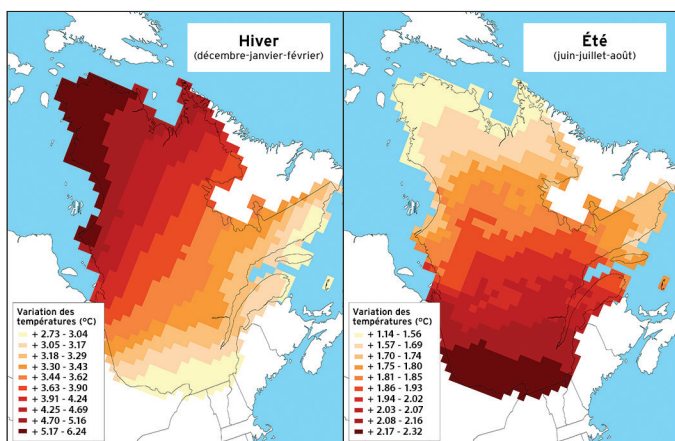 Hiver
(décembre-janvier-février)
Variation des
températures (°C)
+ 2.73 - 3.04
+ 3.05 - 3.17
+ 3.18 - 3.29
+ 3.30 - 3.43
+ 3.44 - 3.62
+ 3.63 - 3.90
+ 3.91 - 4.24
+ 4.25 - 4.69
+ 4.70 - 5.16
+ 5.17 - 6.24
Été
(juin-juillet-août)
Variation des
températures (°C)
+ 1.14 - 1.56
+ 1.57 - 1.69
+ 1.70 - 1.74
+ 1.75 - 1.80
+ 1.81 - 1.85
+ 1.86 - 1.93
+ 1.94 - 2.02
+ 2.03 - 2.07
+ 2.08 - 2.16
+ 2.17 - 2.32